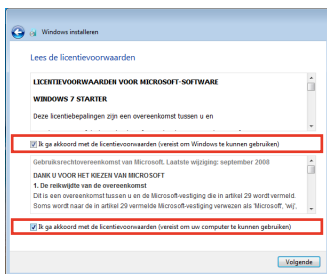 Windows installeren
Lees de licentievoorwaarden
LICENTIEVOORWAARDEN VOOR MICROSOFT-SOFTWARE
WINDOWS 7 STARTER
Deze licentiebepalingen zijn een overeenkomst tussen u en
Ik ga akkoord met de licentievoorwaarden (vereist om Windows te kunnen gebruiken)
Gebruiksrechtovereenkomst van Microsoft. Laatste wijziging: september 2008
DANK U VOOR HET KIEZEN VAN MICROSOFT
1. De reikwijdte van de overeenkomst
Dit is een overeenkomst tussen u en de Microsoft-vestiging die in artikel 29 wordt vermeld.
Soms wordt naar de in artikel 29 vermelde Microsoft-vestiging verwezen als 'Microsoft', 'wij',
Ik ga akkoord met de licentievoorwaarden (vereist om uw computer te kunnen gebruiken)
Volgende